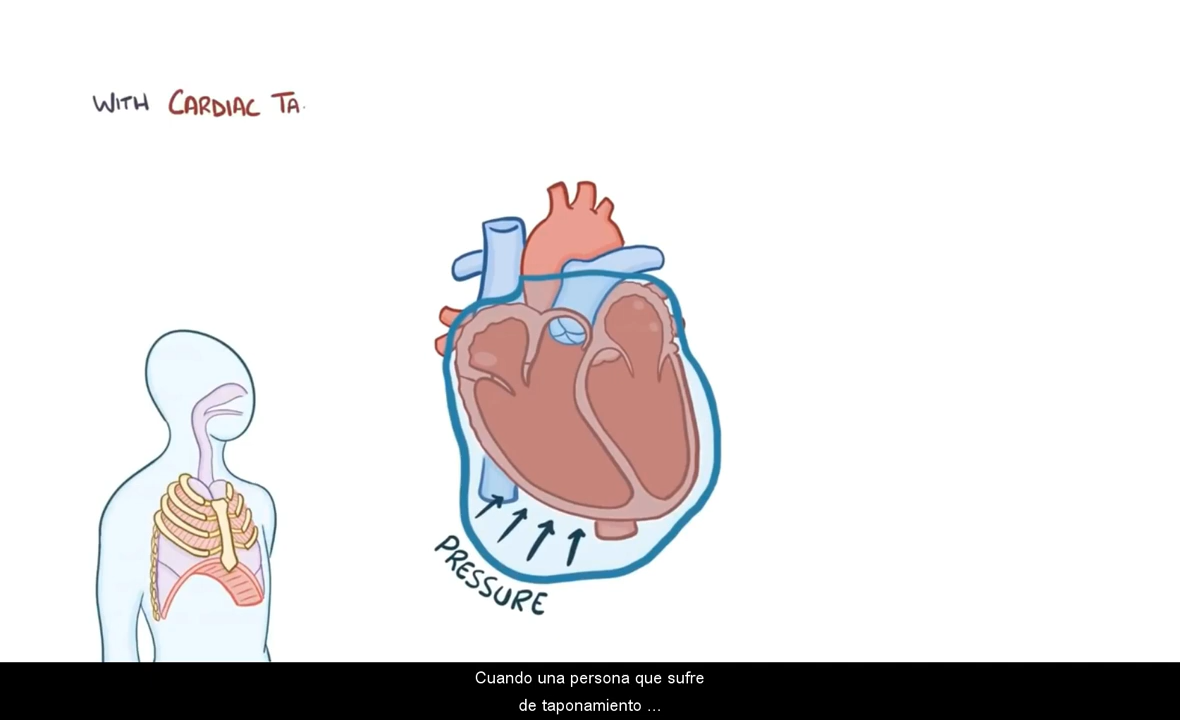 WITH CARDIAC TA
PRESSURE
Cuando una persona que sufre
de taponamiento ...